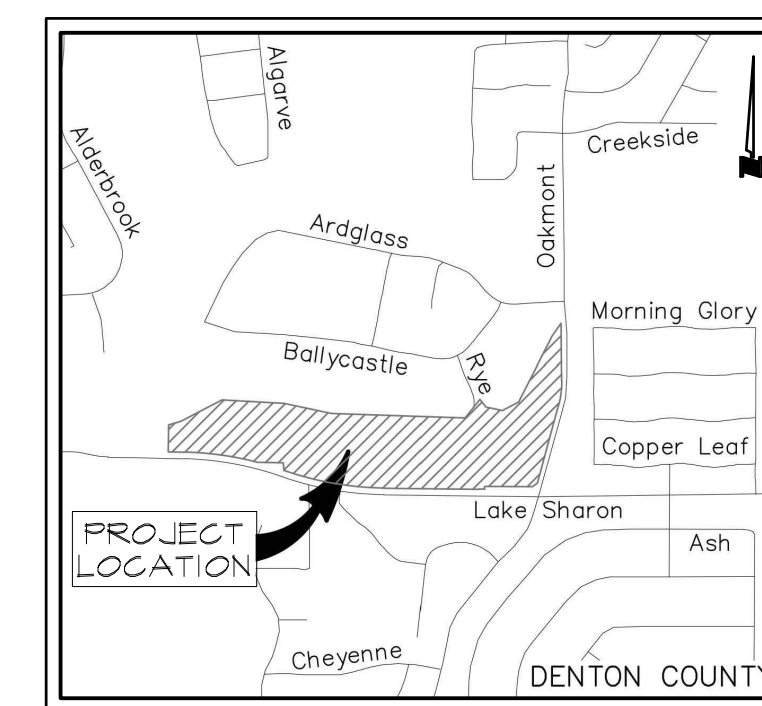 Algarve
Alderbrook
Creekside
Oakmont
Ardglass
Morning Glory
Ballycastle
Rye
Copper Leaf
Lake Sharon
PROJECT
LOCATION
Ash
Cheyenne
DENTON COUNTY